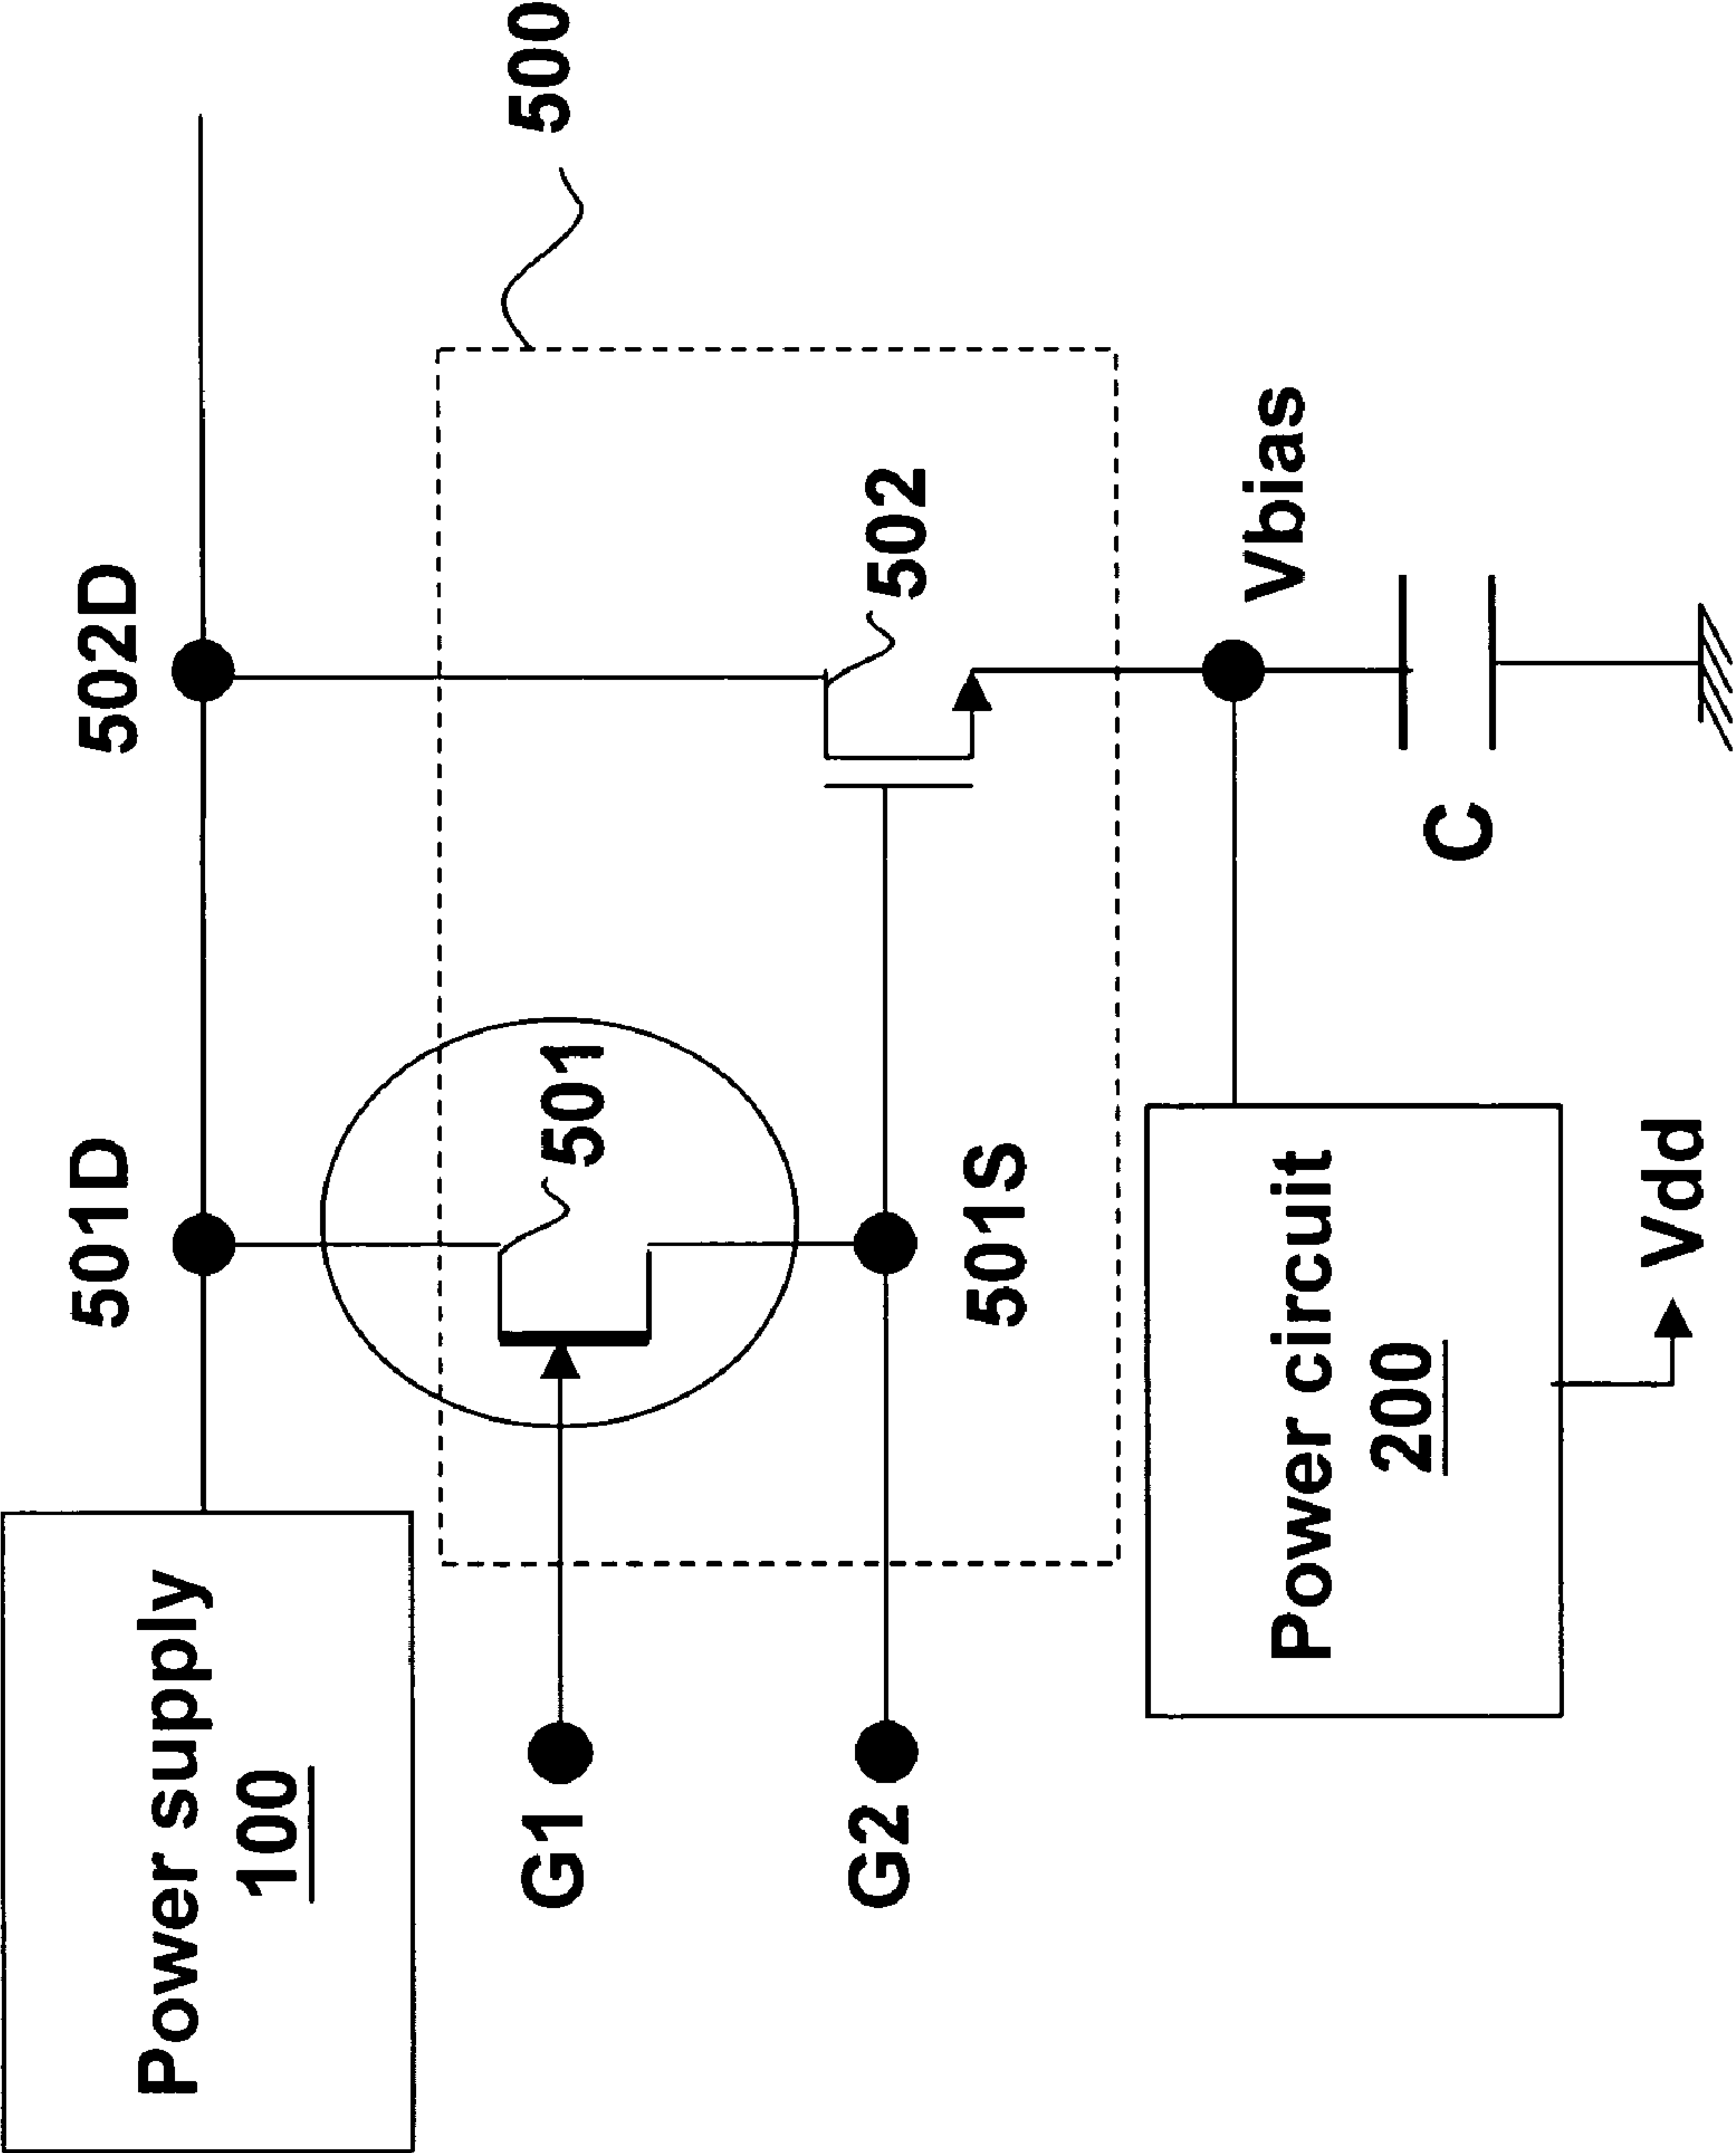 501D
502D
Power supply
100
500
G1
501
G2
502
501S
Vbias
Power circuit
200
C
Vdd